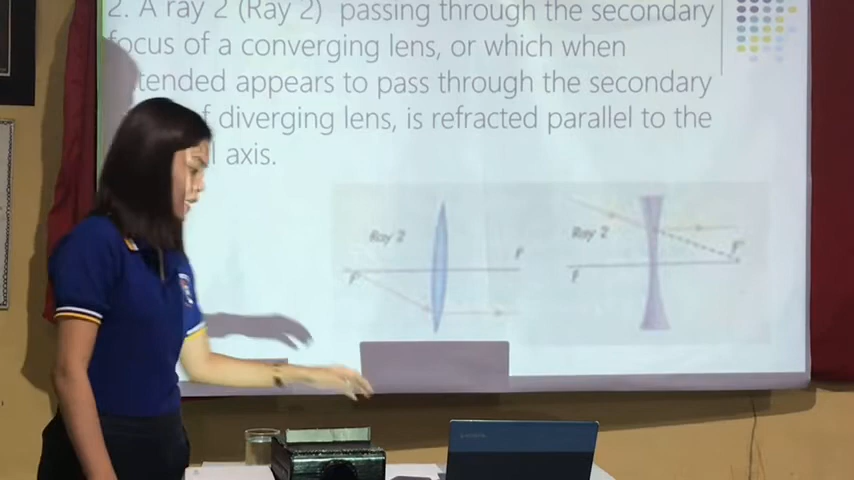 2. A ray 2 (Ray 2) passing through the secondary
focus of a converging lens, or which when
tended appears to pass through the secondary
of diverging lens, is refracted parallel to the
l axis.
Ray 2
F
Ray 2
F'
F